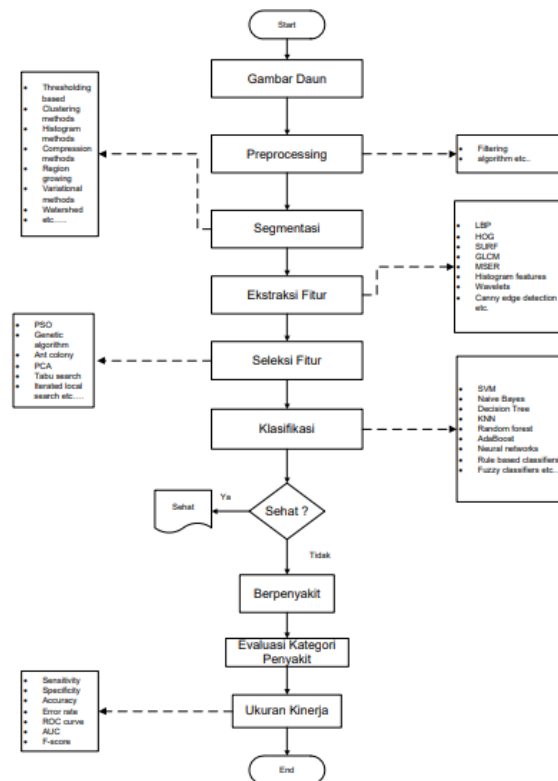 Start
Gambar Daun
Thresholding
based
Clustering
methods
Histogram
methods
Compression
methods
Region
growing
Variational
methods
Watershed
etc.....
Preprocessing
Filtering
algorithm etc..
Segmentasi
LBP
HOG
SURF
GLCM
MSER
Histogram features
Wavelets
Canny edge detection
etc.
Ekstraksi Fitur
PSO
Genetic
algorithm
Ant colony
PCA
Tabu search
Iterated local
search etc.....
Seleksi Fitur
Klasifikasi
SVM
Naive Bayes
Decision Tree
KNN
Random forest
AdaBoost
Neural networks
Rule based classifiers
Fuzzy classifiers etc..
Sehat
Ya
Sehat ?
Tidak
Berpenyakit
Evaluasi Kategori
Penyakit
Sensitivity
Specificity
Accuracy
Error rate
ROC curve
AUC
F-score
Ukuran Kinerja
End